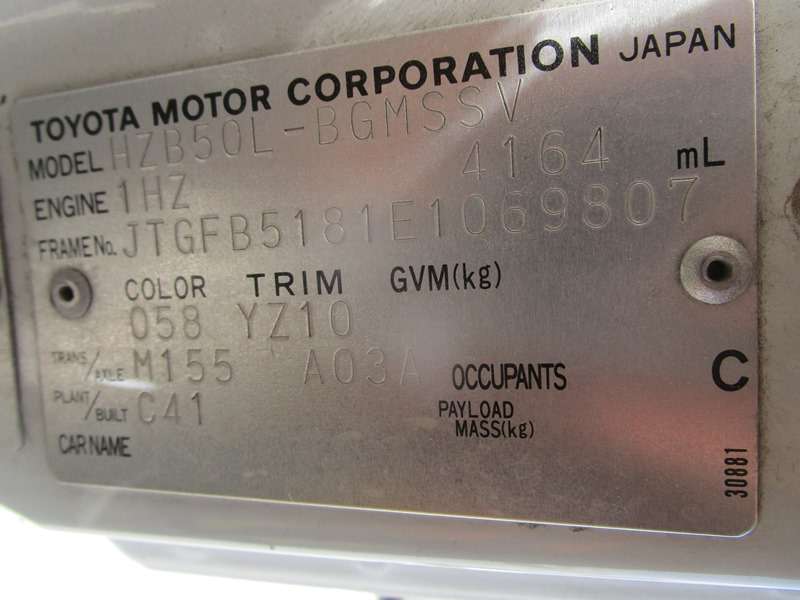 TOYOTA MOTOR CORPORATION JAPAN
MODEL HZB50L-BGMSSV
ENGINE 1HZ 4164 mL
FRAME No. JTGFB5181E1069807
COLOR TRIM GVM(kg)
058 YZ10
TRANS/AXLE M155 A03A OCCUPANTS C
PLANT/BUILT C41 PAYLOAD MASS(kg)
CAR NAME
30881